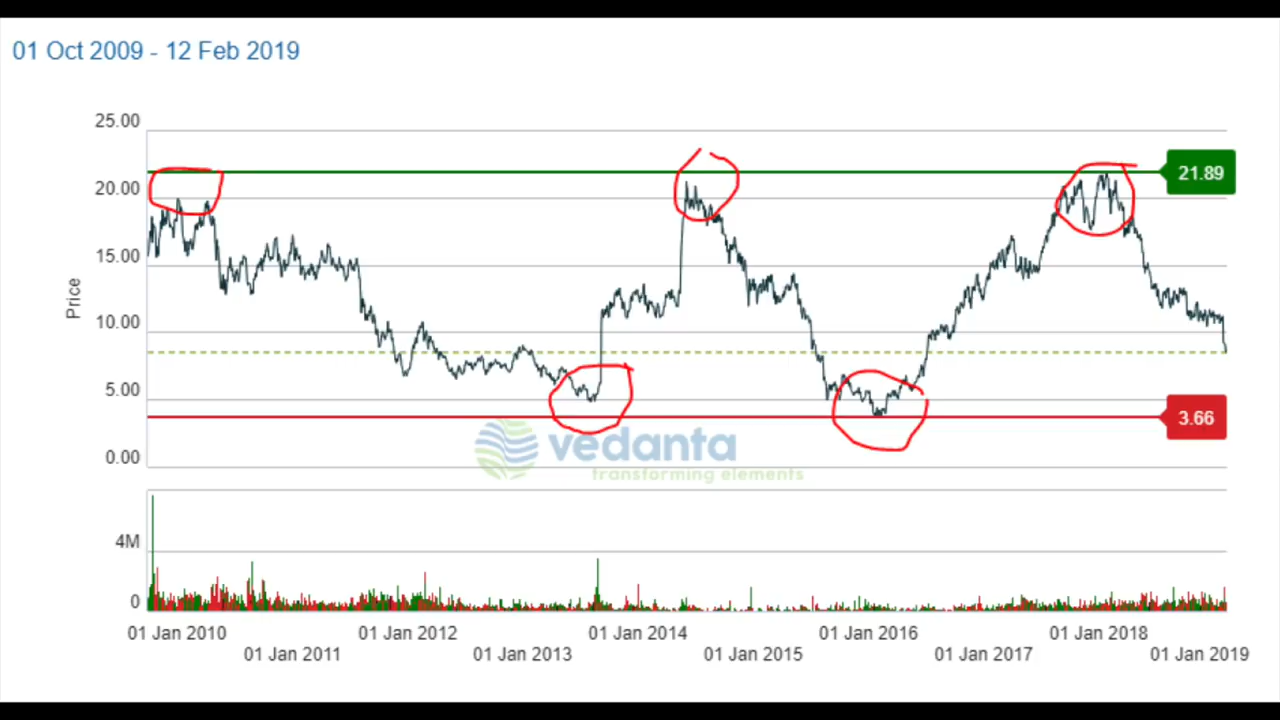 01 Oct 2009 - 12 Feb 2019
25.00
21.89
20.00
15.00
Price
10.00
5.00
3.66
vedanta
0.00
transforming elements
4M
0
01 Jan 2010
01 Jan 2012
01 Jan 2014
01 Jan 2016
01 Jan 2018
01 Jan 2011
01 Jan 2013
01 Jan 2015
01 Jan 2017
01 Jan 2019